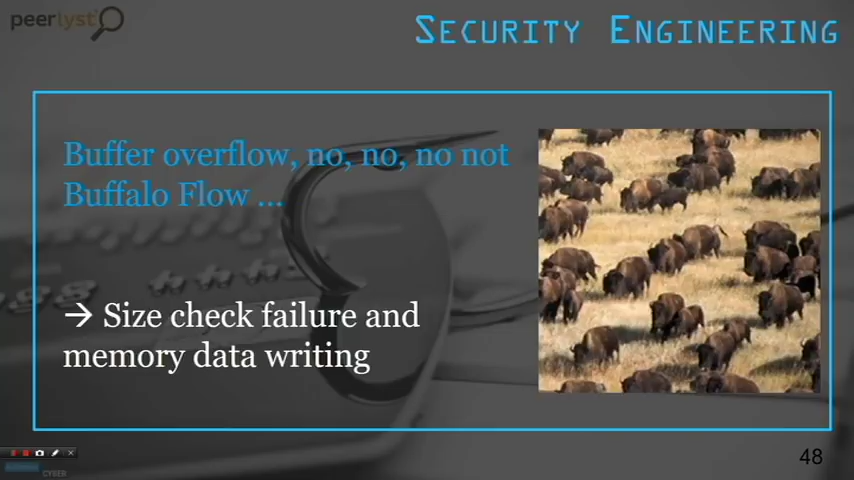 peerlyst
SECURITY ENGINEERING
Buffer overflow, no, no, no not
Buffalo Flow ...
→ Size check failure and
memory data writing
48
CYBER